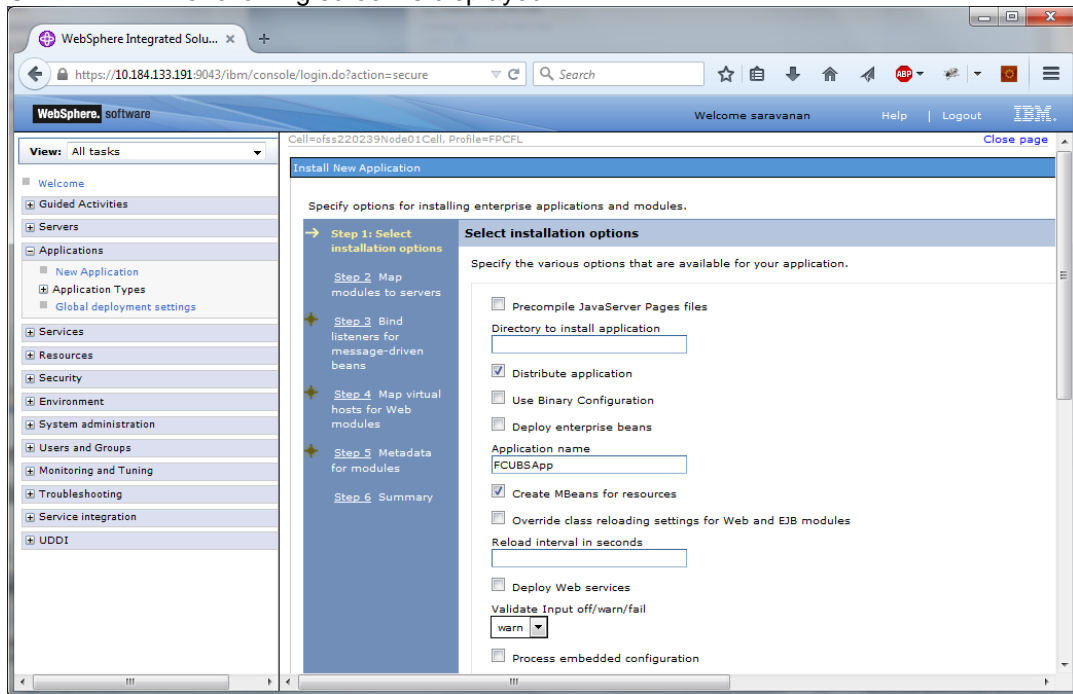 WebSphere Integrated Solu...
https://10.184.133.191:9043/ibm/console/login.do?action=secure
Search
ABP
WebSphere. software
Welcome saravanan
Help | Logout
IBM.
View: All tasks
Welcome
Guided Activities
Servers
Applications
New Application
Application Types
Global deployment settings
Services
Resources
Security
Environment
System administration
Users and Groups
Monitoring and Tuning
Troubleshooting
Service integration
UDDI
Cell=ofss220239Node01Cell, Profile=FPCFL
Close page
Install New Application
Specify options for installing enterprise applications and modules.
Step 1: Select
installation options
Step 2 Map
modules to servers
Step 3 Bind
listeners for
message-driven
beans
Step 4 Map virtual
hosts for Web
modules
Step 5 Metadata
for modules
Step 6 Summary
Select installation options
Specify the various options that are available for your application.
Precompile JavaServer Pages files
Directory to install application
Distribute application
Use Binary Configuration
Deploy enterprise beans
Application name
FCUBSApp
Create MBeans for resources
Override class reloading settings for Web and EJB modules
Reload interval in seconds
Deploy Web services
Validate Input off/warn/fail
warn
Process embedded configuration